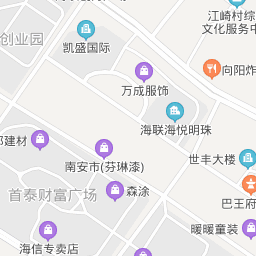 江崎村综
文化服务中
创业园
凯盛国际
向阳炸
万成服饰
海联海悦明珠
建材
南安市(芬琳漆)
世丰大楼
首泰财富广场
森涂
巴王府
暖暖童装
海信专卖店